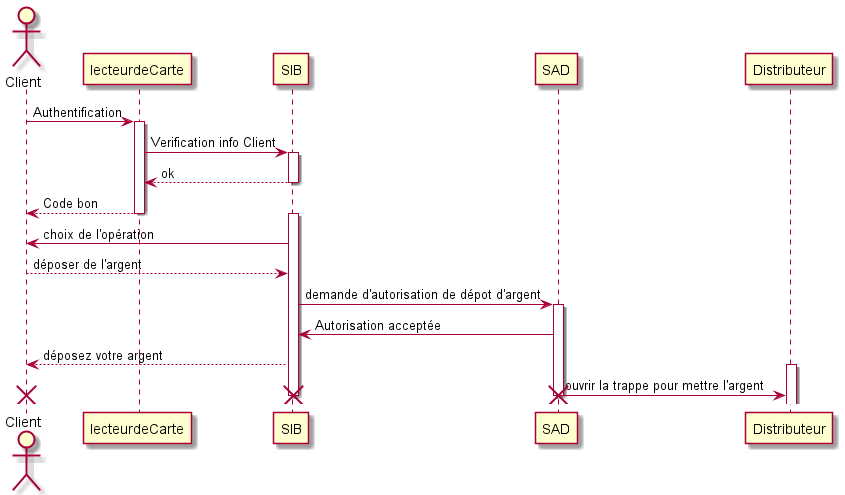 Client
lecteurdeCarte
SIB
SAD
Distributeur
Authentification
Verification info Client
ok
Code bon
choix de l'opération
déposer de l'argent
demande d'autorisation de dépot d'argent
Autorisation acceptée
déposez votre argent
ouvrir la trappe pour mettre l'argent
Client
lecteurdeCarte
SIB
SAD
Distributeur